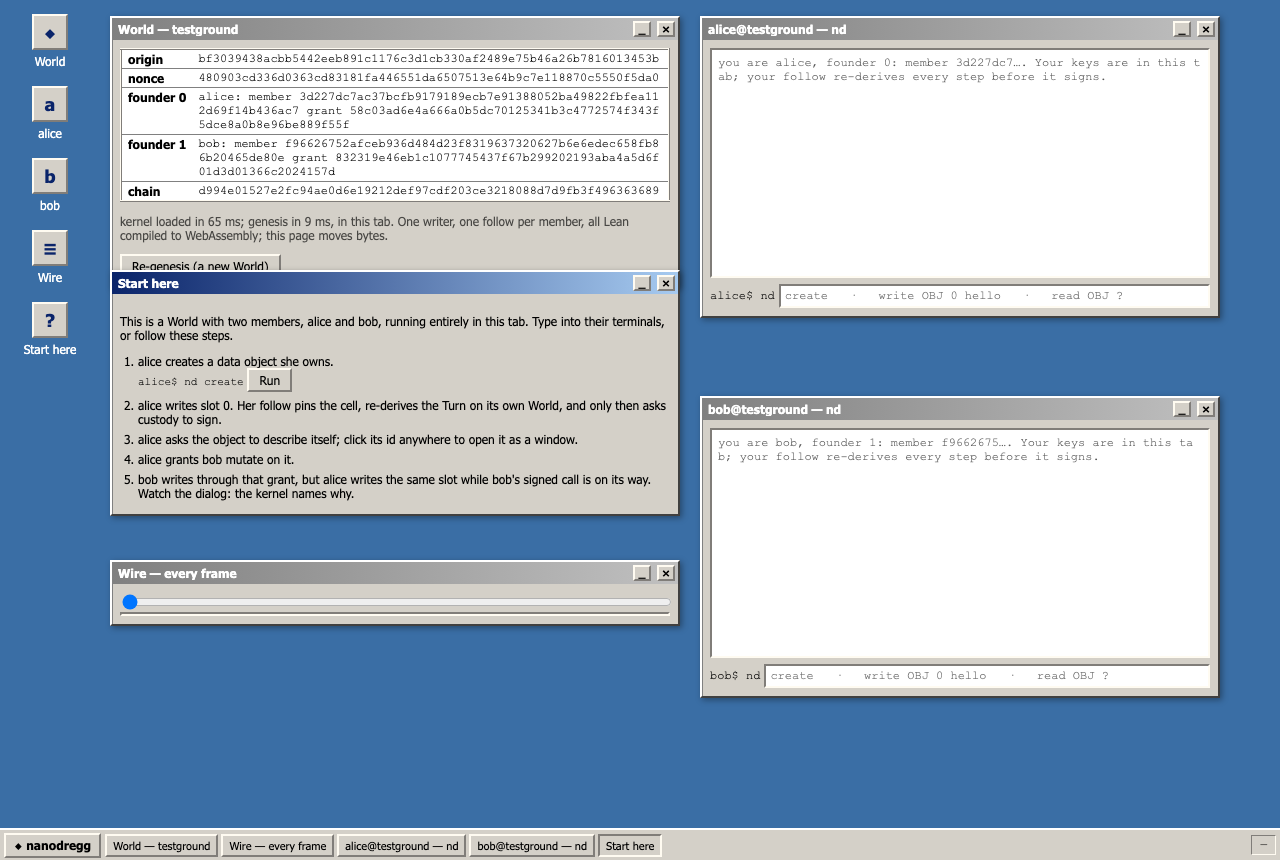 World
alice
bob
Wire
Start here
World — testground
origin bf3039438acbb5442eeb891c1176c3d1cb330af2489e75b46a26b7816013453b
nonce 480903cd336d0363cd83181fa446551da6507513e64b9c7e118870c5550f5da0
founder 0 alice: member 3d227dc7ac37bcfb9179189ecb7e91388052ba49822fbfea11
2d69f14b436ac7 grant 58c03ad6e4a666a0b5dc70125341b3c4772574f343f
5dce8a0b8e96be889f55f
founder 1 bob: member f96626752afceb936d484d23f8319637320627b6e6edec658fb8
6b20465de80e grant 832319e46eb1c1077745437f67b299202193aba4a5d6f
01d3d01366c2024157d
chain d994e01527e2fc94ae0d6e19212def97cdf203ce3218088d7d9fb3f496363689
kernel loaded in 65 ms; genesis in 9 ms, in this tab. One writer, one follow per member, all Lean
compiled to WebAssembly; this page moves bytes.
Re-genesis (a new World)
Start here
This is a World with two members, alice and bob, running entirely in this tab. Type into their terminals,
or follow these steps.
1. alice creates a data object she owns.
alice$ nd create Run
2. alice writes slot 0. Her follow pins the cell, re-derives the Turn on its own World, and only then asks
custody to sign.
3. alice asks the object to describe itself; click its id anywhere to open it as a window.
4. alice grants bob mutate on it.
5. bob writes through that grant, but alice writes the same slot while bob's signed call is on its way.
Watch the dialog: the kernel names why.
Wire — every frame
alice@testground — nd
you are alice, founder 0: member 3d227dc7…. Your keys are in this t
ab; your follow re-derives every step before it signs.
alice$ nd create · write OBJ 0 hello · read OBJ ?
bob@testground — nd
you are bob, founder 1: member f9662675…. Your keys are in this ta
b; your follow re-derives every step before it signs.
bob$ nd create · write OBJ 0 hello · read OBJ ?
nanodregg World — testground Wire — every frame alice@testground — nd bob@testground — nd Start here